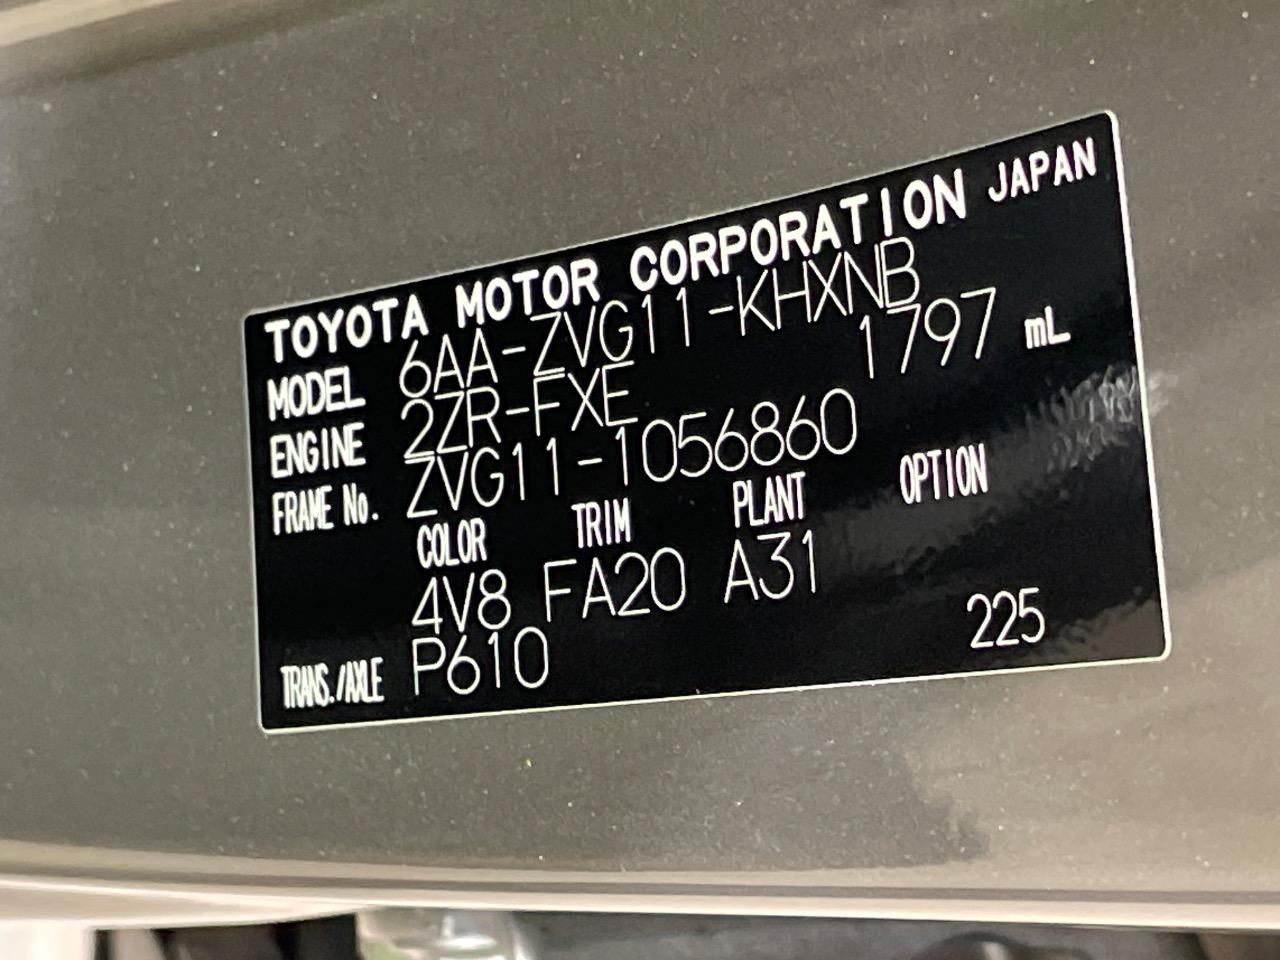 TOYOTA MOTOR CORPORATION JAPAN
MODEL 6AA-ZVG11-KHXNB
ENGINE 2ZR-FXE 1797 mL
FRAME No. ZVG11-1056860
COLOR TRIM PLANT OPTION
4V8 FA20 A31
TRANS./AXLE P610 225